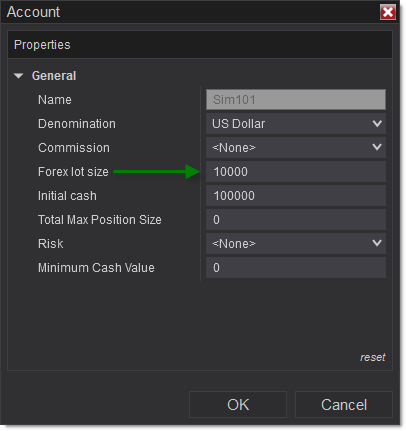 Account
Properties
General
Name Sim101
Denomination US Dollar
Commission <None>
Forex lot size 10000
Initial cash 100000
Total Max Position Size 0
Risk <None>
Minimum Cash Value 0
reset
OK Cancel